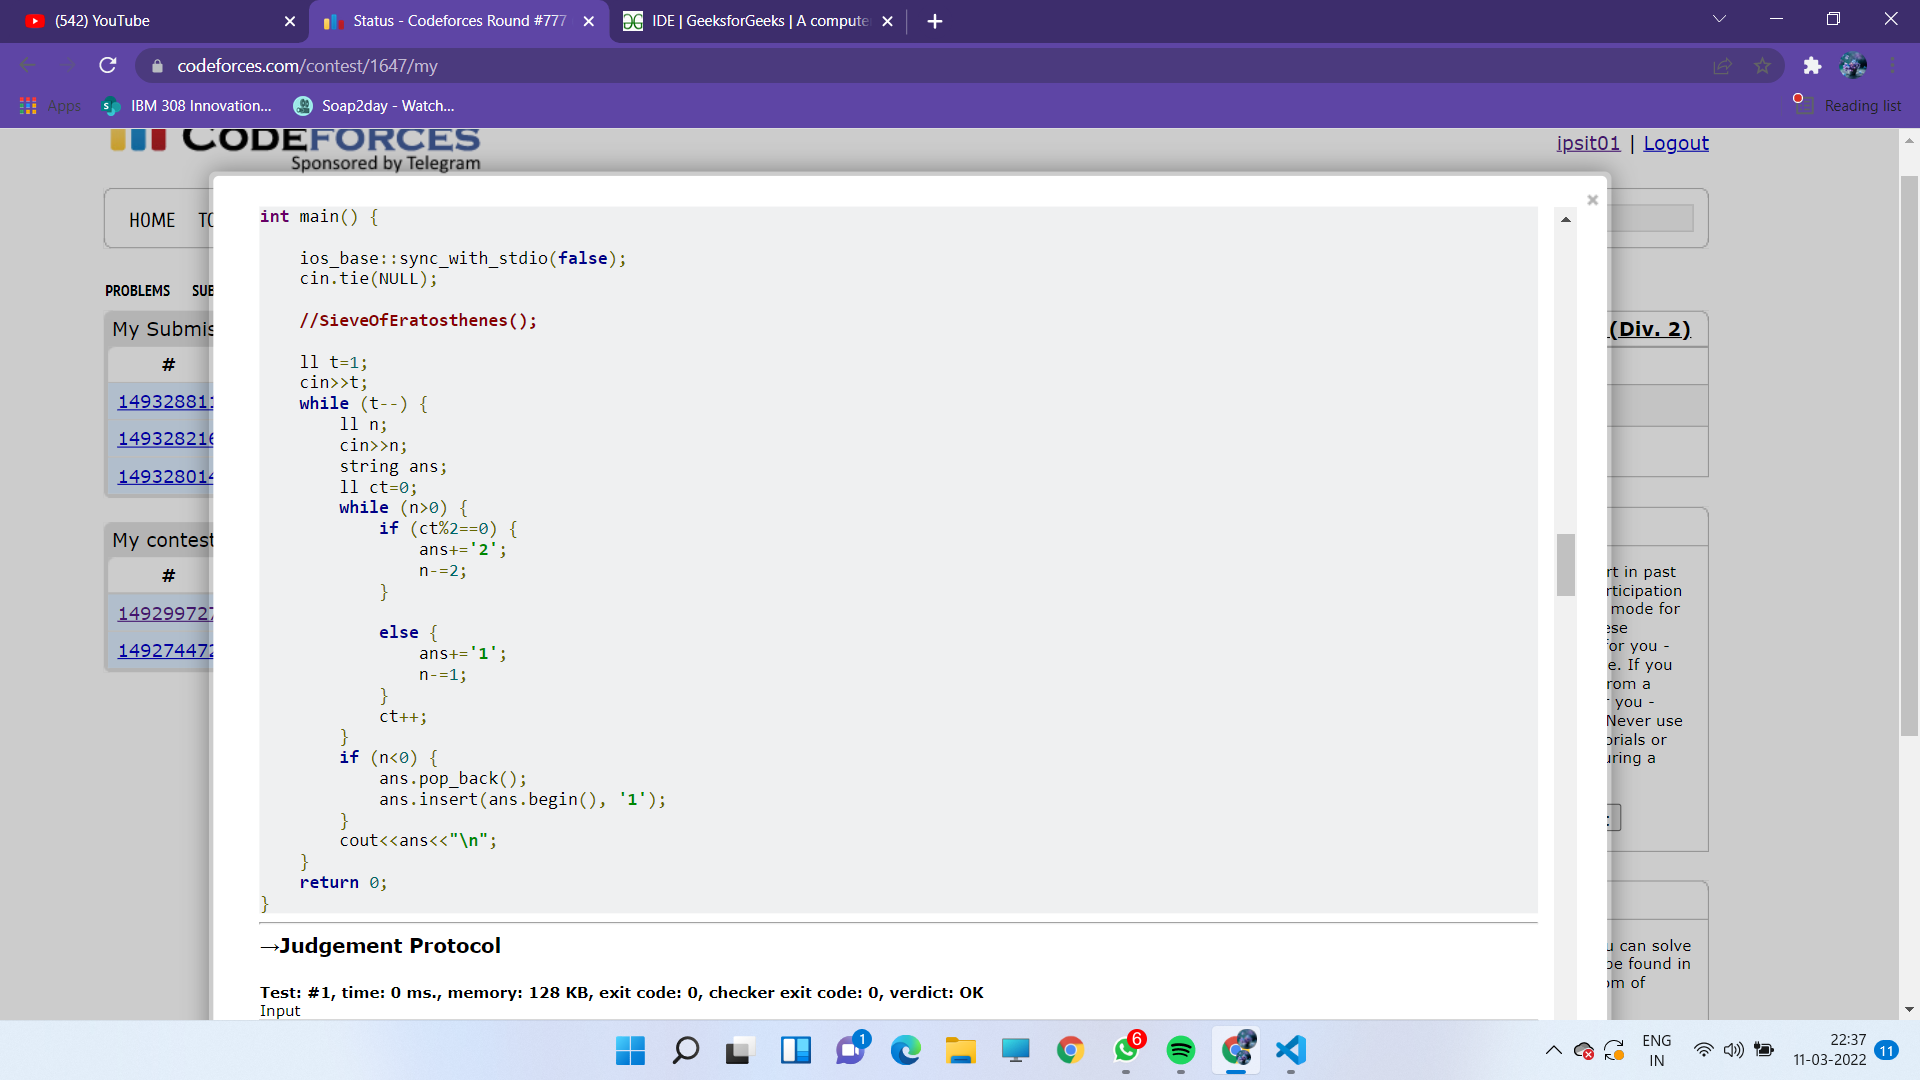 (542) YouTube
Status - Codeforces Round #777
IDE | GeeksforGeeks | A compute
codeforces.com/contest/1647/my
Apps
IBM 308 Innovation...
Soap2day - Watch...
Reading list
CODEFORCES
Sponsored by Telegram
ipsit01 | Logout
HOME
PROBLEMS
My Submis
#
149328811
149328216
149328014
My contest
#
149299727
149274472
(Div. 2)
int main() {
ios_base::sync_with_stdio(false);
cin.tie(NULL);
//SieveOfEratosthenes();
ll t=1;
cin>>t;
while (t--) {
ll n;
cin>>n;
string ans;
ll ct=0;
while (n>0) {
if (ct%2==0) {
ans+='2';
n-=2;
}
else {
ans+='1';
n-=1;
}
ct++;
}
if (n<0) {
ans.pop_back();
ans.insert(ans.begin(), '1');
}
cout<<ans<<"\n";
}
return 0;
}
→Judgement Protocol
Test: #1, time: 0 ms., memory: 128 KB, exit code: 0, checker exit code: 0, verdict: OK
Input
rt in past
rticipation
mode for
ese
or you -
e. If you
rom a
you -
Never use
orials or
uring a
u can solve
be found in
om of
1
6
ENG
IN
22:37
11-03-2022
11